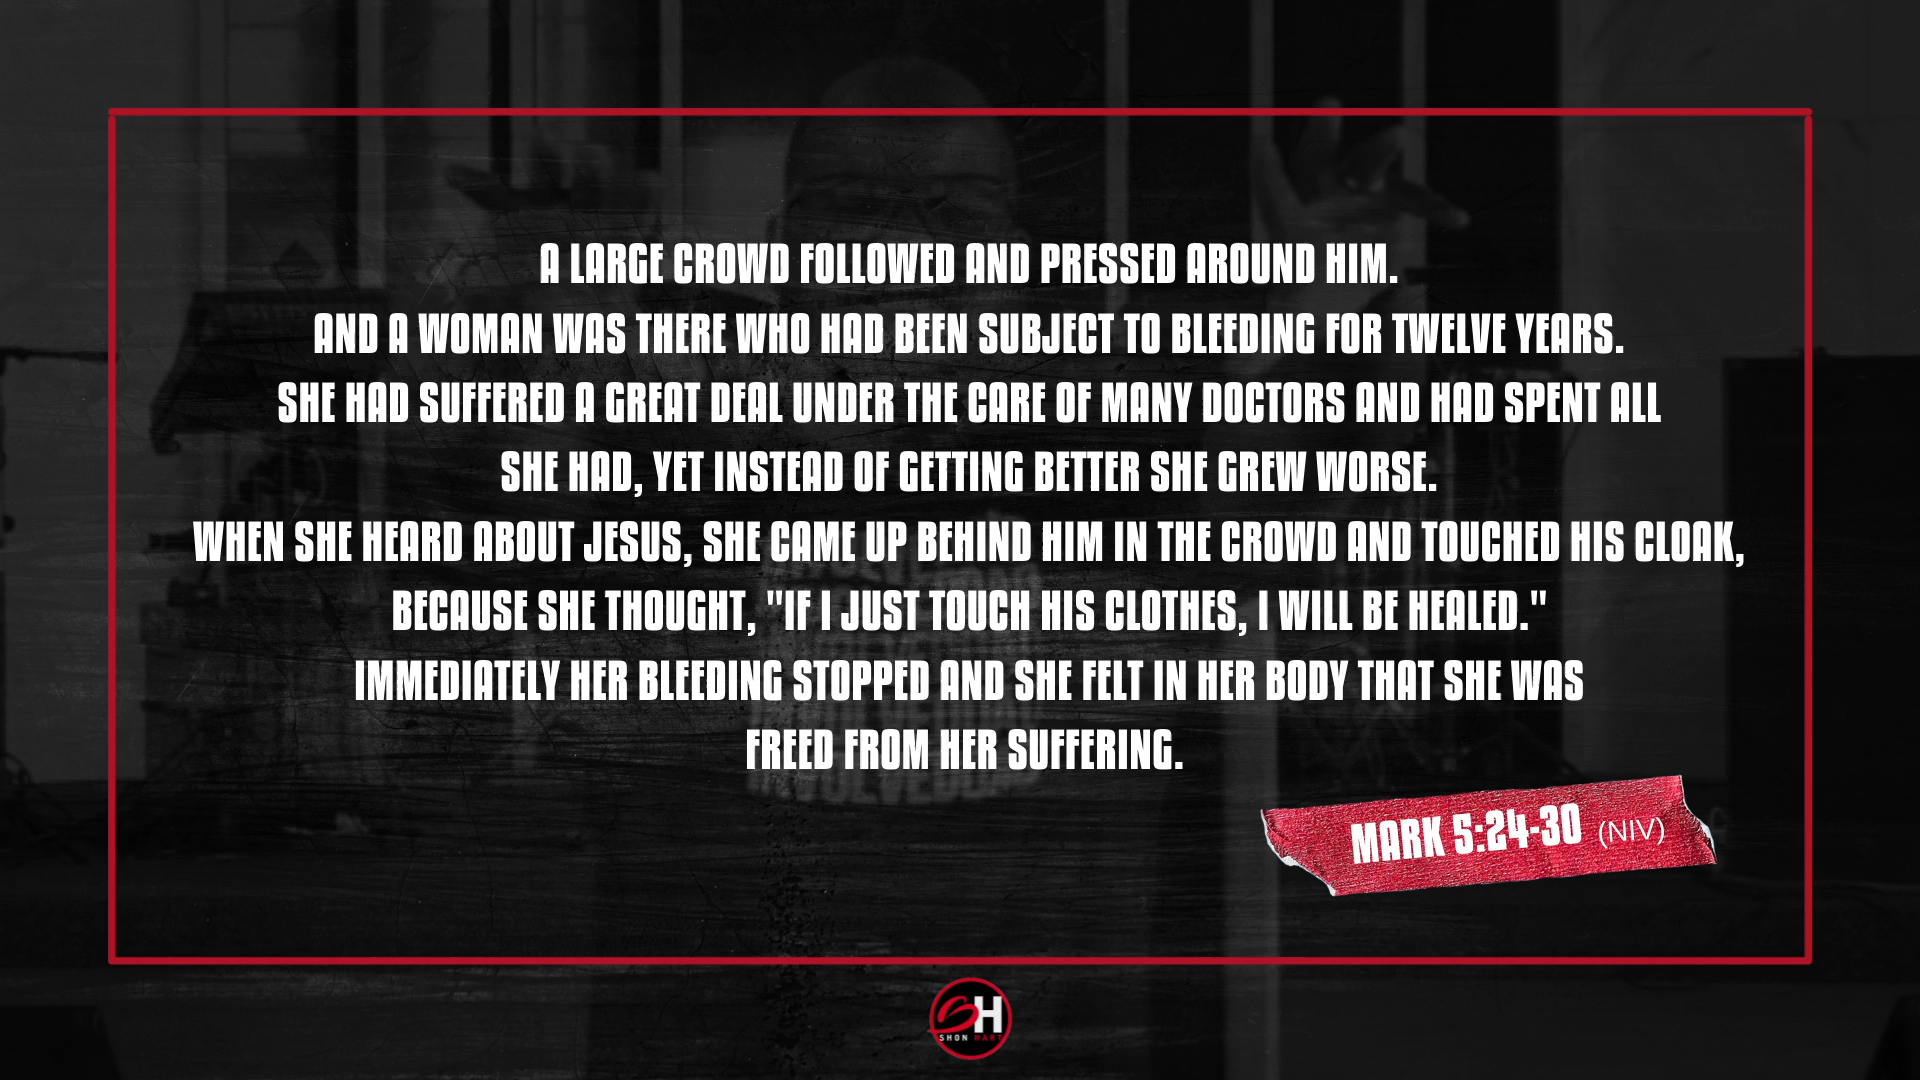 A LARGE CROWD FOLLOWED AND PRESSED AROUND HIM.
AND A WOMAN WAS THERE WHO HAD BEEN SUBJECT TO BLEEDING FOR TWELVE YEARS.
SHE HAD SUFFERED A GREAT DEAL UNDER THE CARE OF MANY DOCTORS AND HAD SPENT ALL
SHE HAD, YET INSTEAD OF GETTING BETTER SHE GREW WORSE.
WHEN SHE HEARD ABOUT JESUS, SHE CAME UP BEHIND HIM IN THE CROWD AND TOUCHED HIS CLOAK,
BECAUSE SHE THOUGHT, "IF I JUST TOUCH HIS CLOTHES, I WILL BE HEALED."
IMMEDIATELY HER BLEEDING STOPPED AND SHE FELT IN HER BODY THAT SHE WAS
FREED FROM HER SUFFERING.
MARK 5:24-30 (NIV)
SH
SHON HART